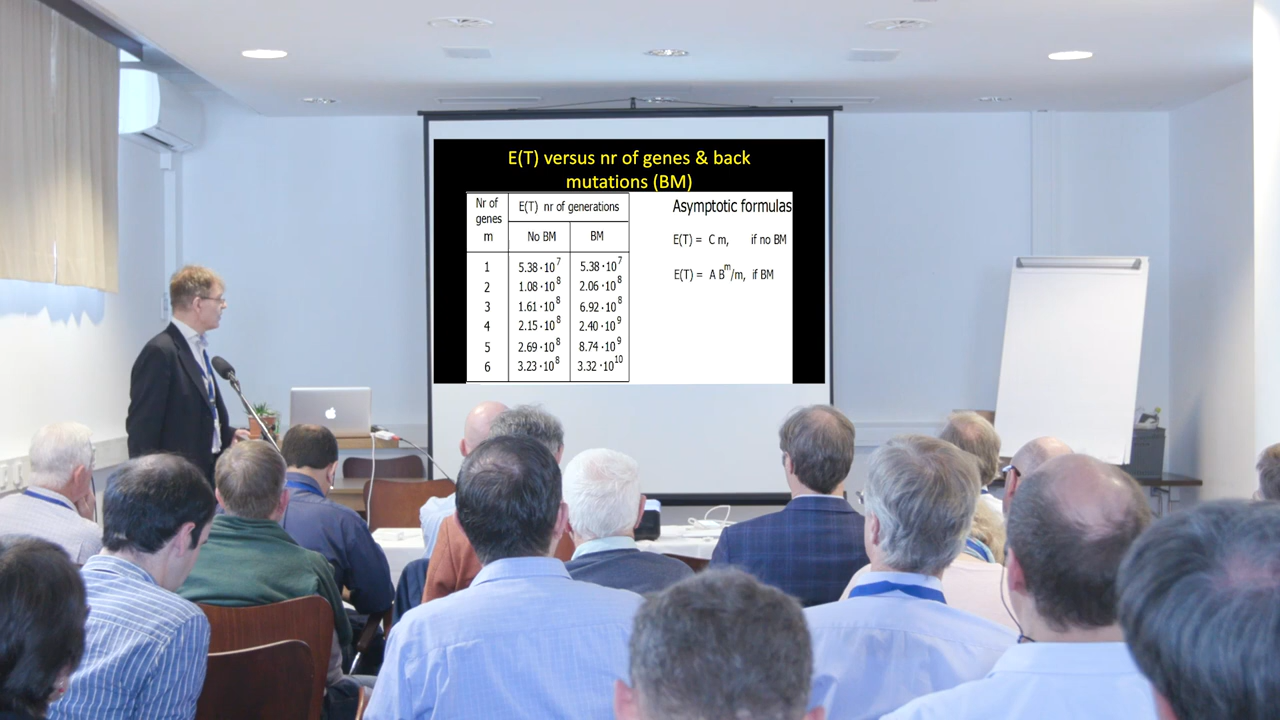 E(T) versus nr of genes & back
mutations (BM)
Nr of genes m | E(T) nr of generations
No BM | BM
1 5.38·10^7 5.38·10^7
2 1.08·10^8 2.06·10^8
3 1.61·10^8 6.92·10^8
4 2.15·10^8 2.40·10^9
5 2.69·10^8 8.74·10^9
6 3.23·10^8 3.32·10^10
Asymptotic formulas
E(T) = C m, if no BM
E(T) = A B^m/m, if BM